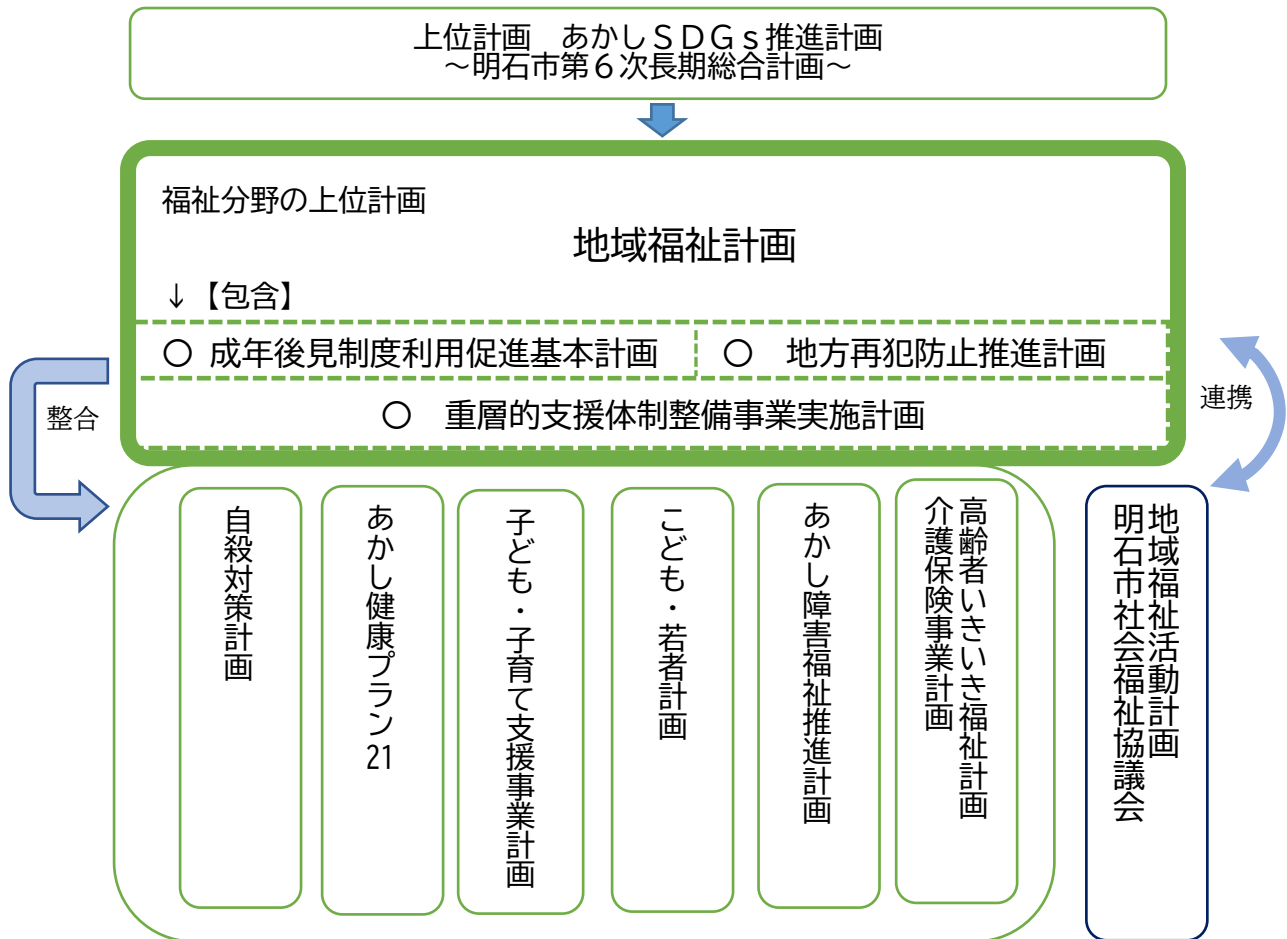 上位計画　あかしＳＤＧｓ推進計画
～明石市第６次長期総合計画～
福祉分野の上位計画
地域福祉計画
↓【包含】
〇 成年後見制度利用促進基本計画
〇　地方再犯防止推進計画
〇　重層的支援体制整備事業実施計画
整合
連携
自殺対策計画
あかし健康プラン21
子ども・子育て支援事業計画
こども・若者計画
あかし障害福祉推進計画
高齢者いきいき福祉計画
介護保険事業計画
地域福祉活動計画
明石市社会福祉協議会